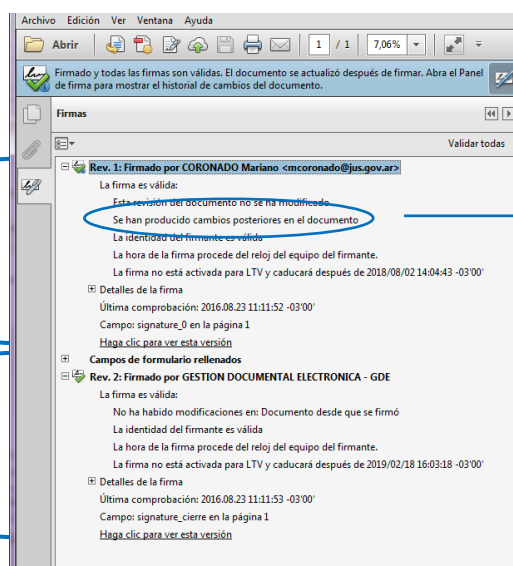 Archivo Edición Ver Ventana Ayuda
Abrir 1 / 1 7,06%
Firmado y todas las firmas son válidas. El documento se actualizó después de firmar. Abra el Panel
de firma para mostrar el historial de cambios del documento.
Firmas
Validar todas
Rev. 1: Firmado por CORONADO Mariano <mcoronado@jus.gov.ar>
La firma es válida:
Esta revisión del documento no se ha modificado
Se han producido cambios posteriores en el documento
La identidad del firmante es válida
La hora de la firma procede del reloj del equipo del firmante.
La firma no está activada para LTV y caducará después de 2018/08/02 14:04:43 -03'00'
Detalles de la firma
Última comprobación: 2016.08.23 11:11:52 -03'00'
Campo: signature_0 en la página 1
Haga clic para ver esta versión
Campos de formulario rellenados
Rev. 2: Firmado por GESTION DOCUMENTAL ELECTRONICA - GDE
La firma es válida:
No ha habido modificaciones en: Documento desde que se firmó
La identidad del firmante es válida
La hora de la firma procede del reloj del equipo del firmante.
La firma no está activada para LTV y caducará después de 2019/02/18 16:03:18 -03'00'
Detalles de la firma
Última comprobación: 2016.08.23 11:11:53 -03'00'
Campo: signature_cierre en la página 1
Haga clic para ver esta versión